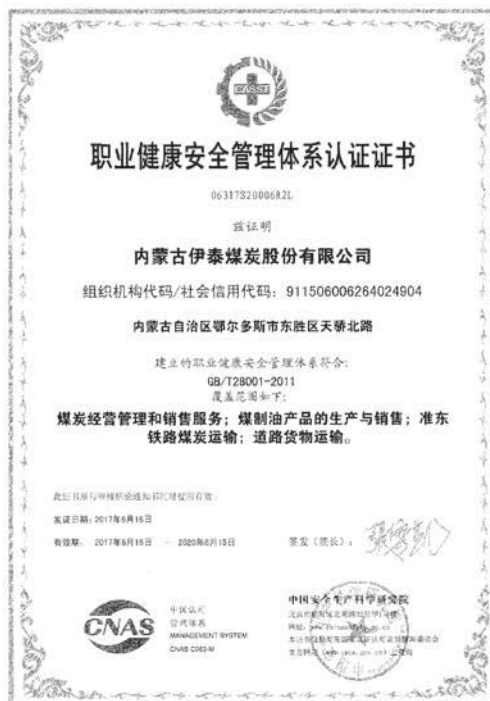 CASST
职业健康安全管理体系认证证书
06317S20006R2L
兹证明
内蒙古伊泰煤炭股份有限公司
组织机构代码/社会信用代码：911506006264024904
内蒙古自治区鄂尔多斯市东胜区天骄北路
建立的职业健康安全管理体系符合：
GB/T28001-2011
覆盖范围如下：
煤炭经营管理和销售服务；煤制油产品的生产与销售；准东
铁路煤炭运输；道路货物运输。
发证日期：2017年6月16日
有效期： 2017年6月16日 — 2020年6月15日
签发（院长）：
CNAS
中国认可
管理体系
MANAGEMENT SYSTEM
CNAS C063-M
中国安全生产科学研究院